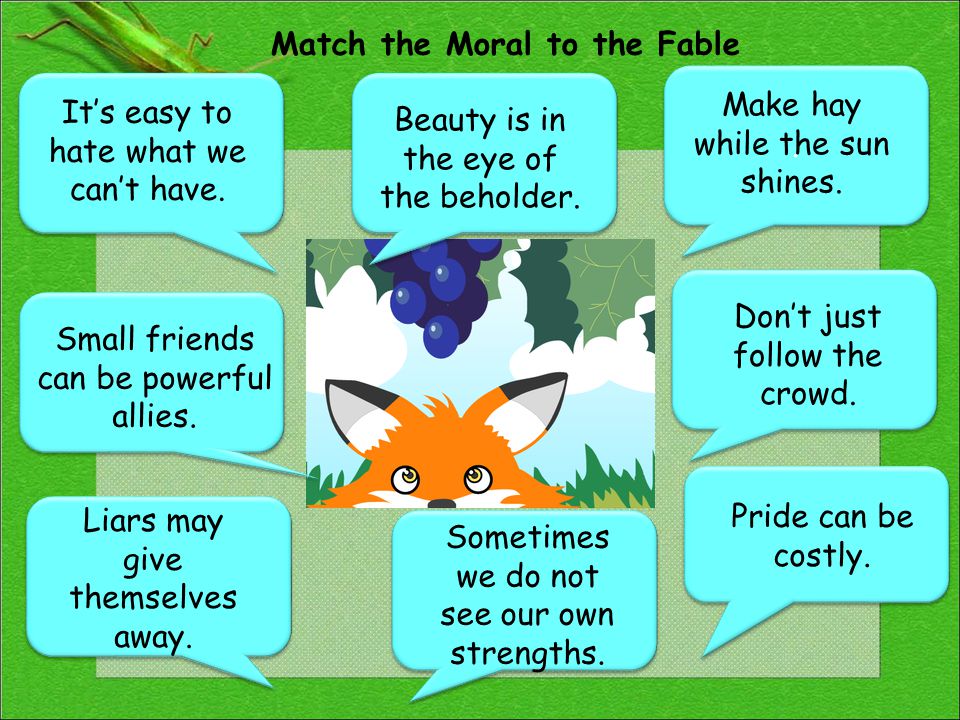 Match the Moral to the Fable
It’s easy to
hate what we
can’t have.
Beauty is in
the eye of
the beholder.
Make hay
while the sun
shines.
Small friends
can be powerful
allies.
Don’t just
follow the
crowd.
Liars may
give
themselves
away.
Sometimes
we do not
see our own
strengths.
Pride can be
costly.